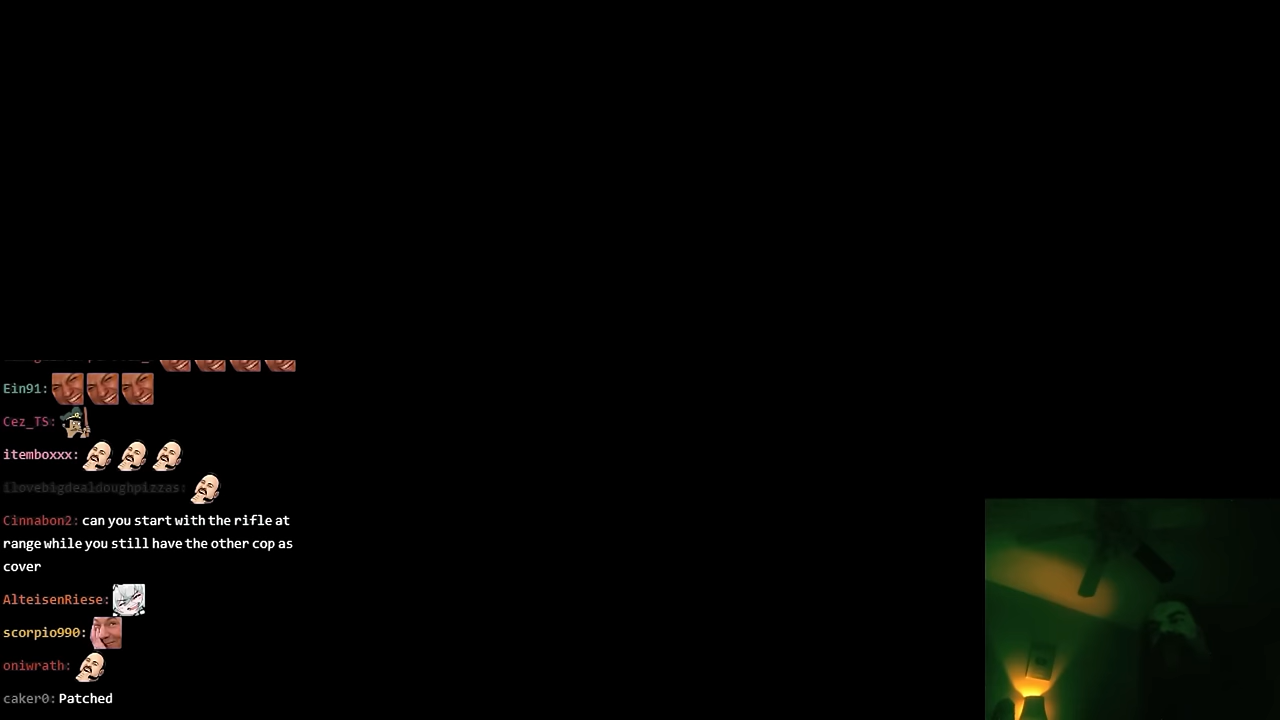 Ein91:
Cez_TS:
itemboxxx:
ilovebigdealdoughpizzas:
Cinnabon2: can you start with the rifle at
range while you still have the other cop as
cover
AlteisenRiese:
scorpio990:
oniwrath:
caker0: Patched